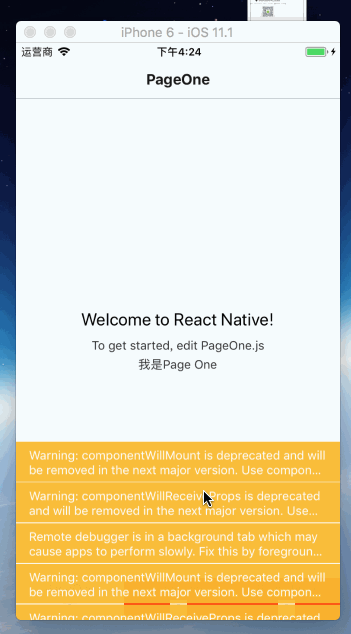 iPhone 6 - iOS 11.1
运营商 下午4:24
PageOne
Welcome to React Native!
To get started, edit PageOne.js
我是Page One
Warning: componentWillMount is deprecated and will
be removed in the next major version. Use compon...
Warning: componentWillReceiveProps is deprecated
and will be removed in the next major version. Use...
Remote debugger is in a background tab which may
cause apps to perform slowly. Fix this by foregroun...
Warning: componentWillMount is deprecated and will
be removed in the next major version. Use compon...
Warning: componentWillReceiveProps is deprecated